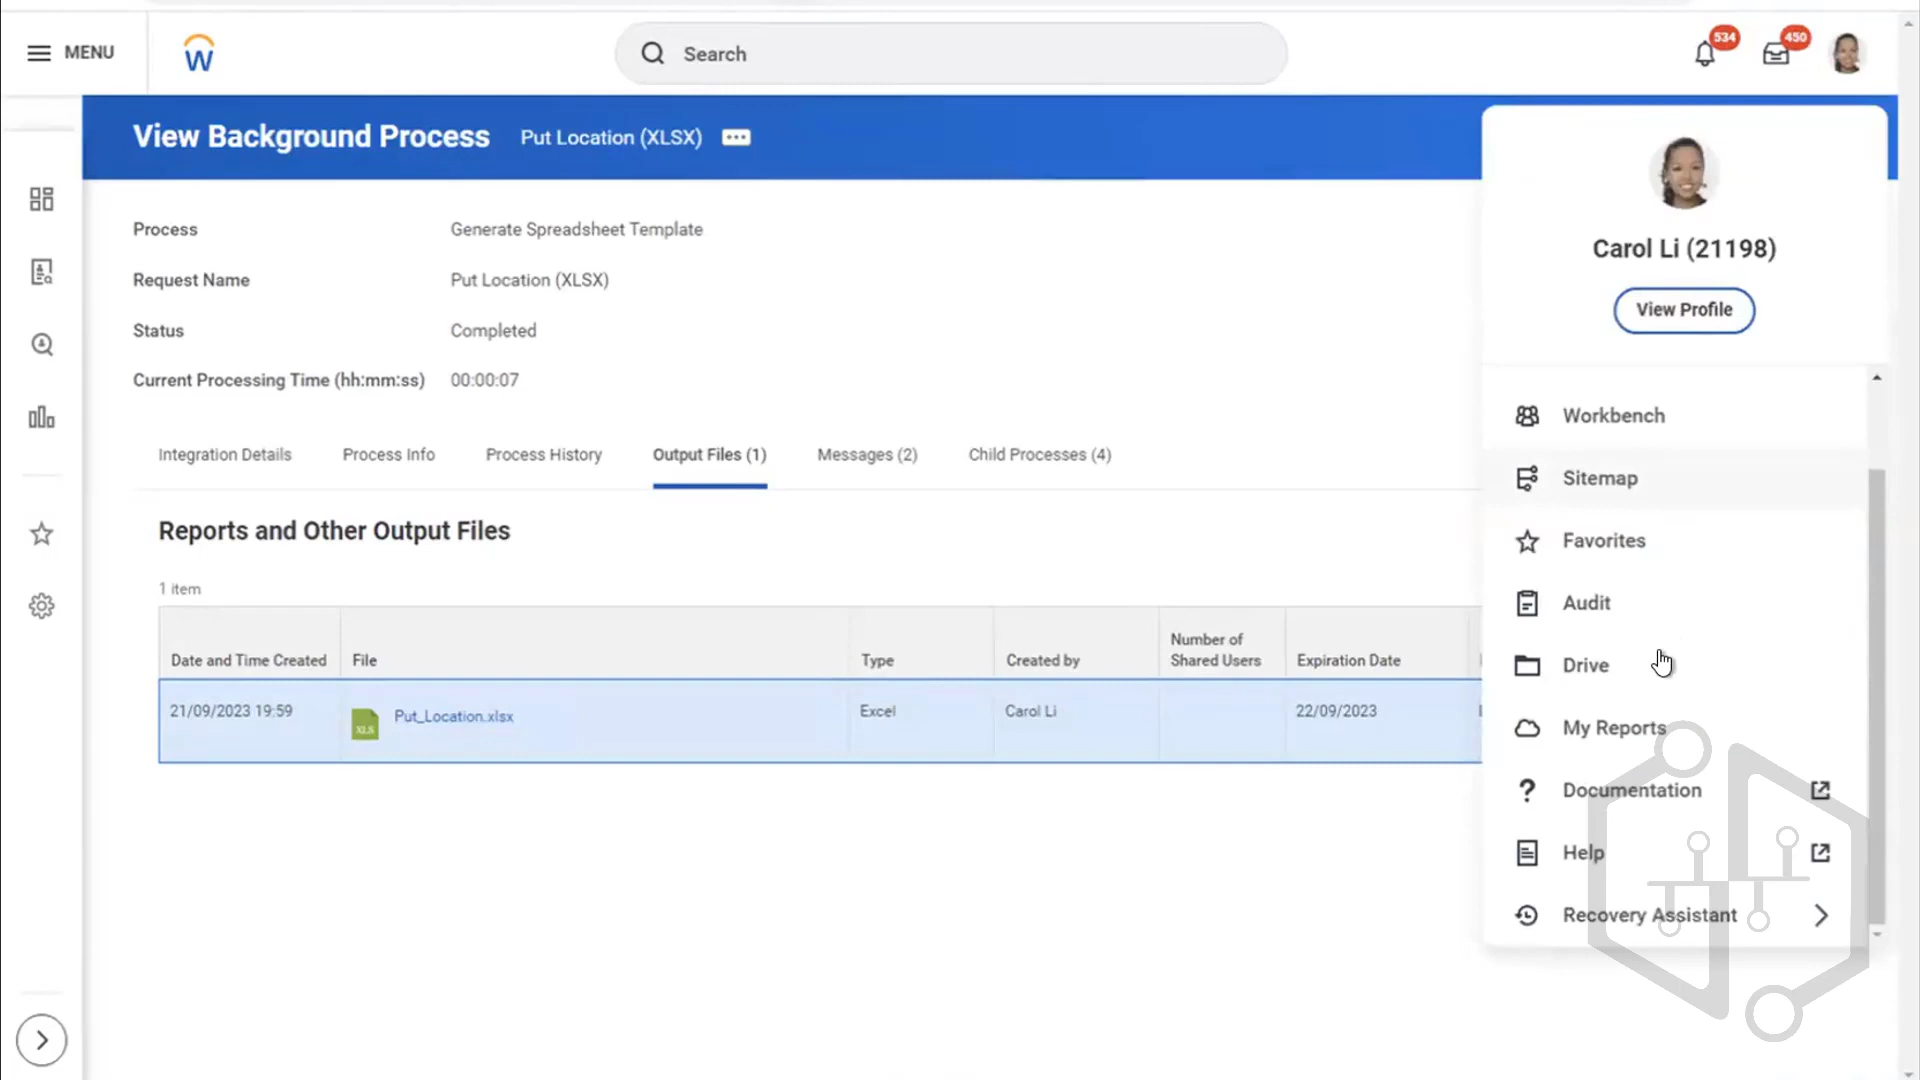 MENU
Search
534
450
View Background Process
Put Location (XLSX)
Process
Generate Spreadsheet Template
Request Name
Put Location (XLSX)
Status
Completed
Current Processing Time (hh:mm:ss)
00:00:07
Integration Details
Process Info
Process History
Output Files (1)
Messages (2)
Child Processes (4)
Reports and Other Output Files
1 item
Date and Time Created
File
Type
Created by
Number of
Shared Users
Expiration Date
21/09/2023 19:59
XLS
Put_Location.xlsx
Excel
Carol Li
22/09/2023
Carol Li (21198)
View Profile
Workbench
Sitemap
Favorites
Audit
Drive
My Reports
Documentation
Help
Recovery Assistant